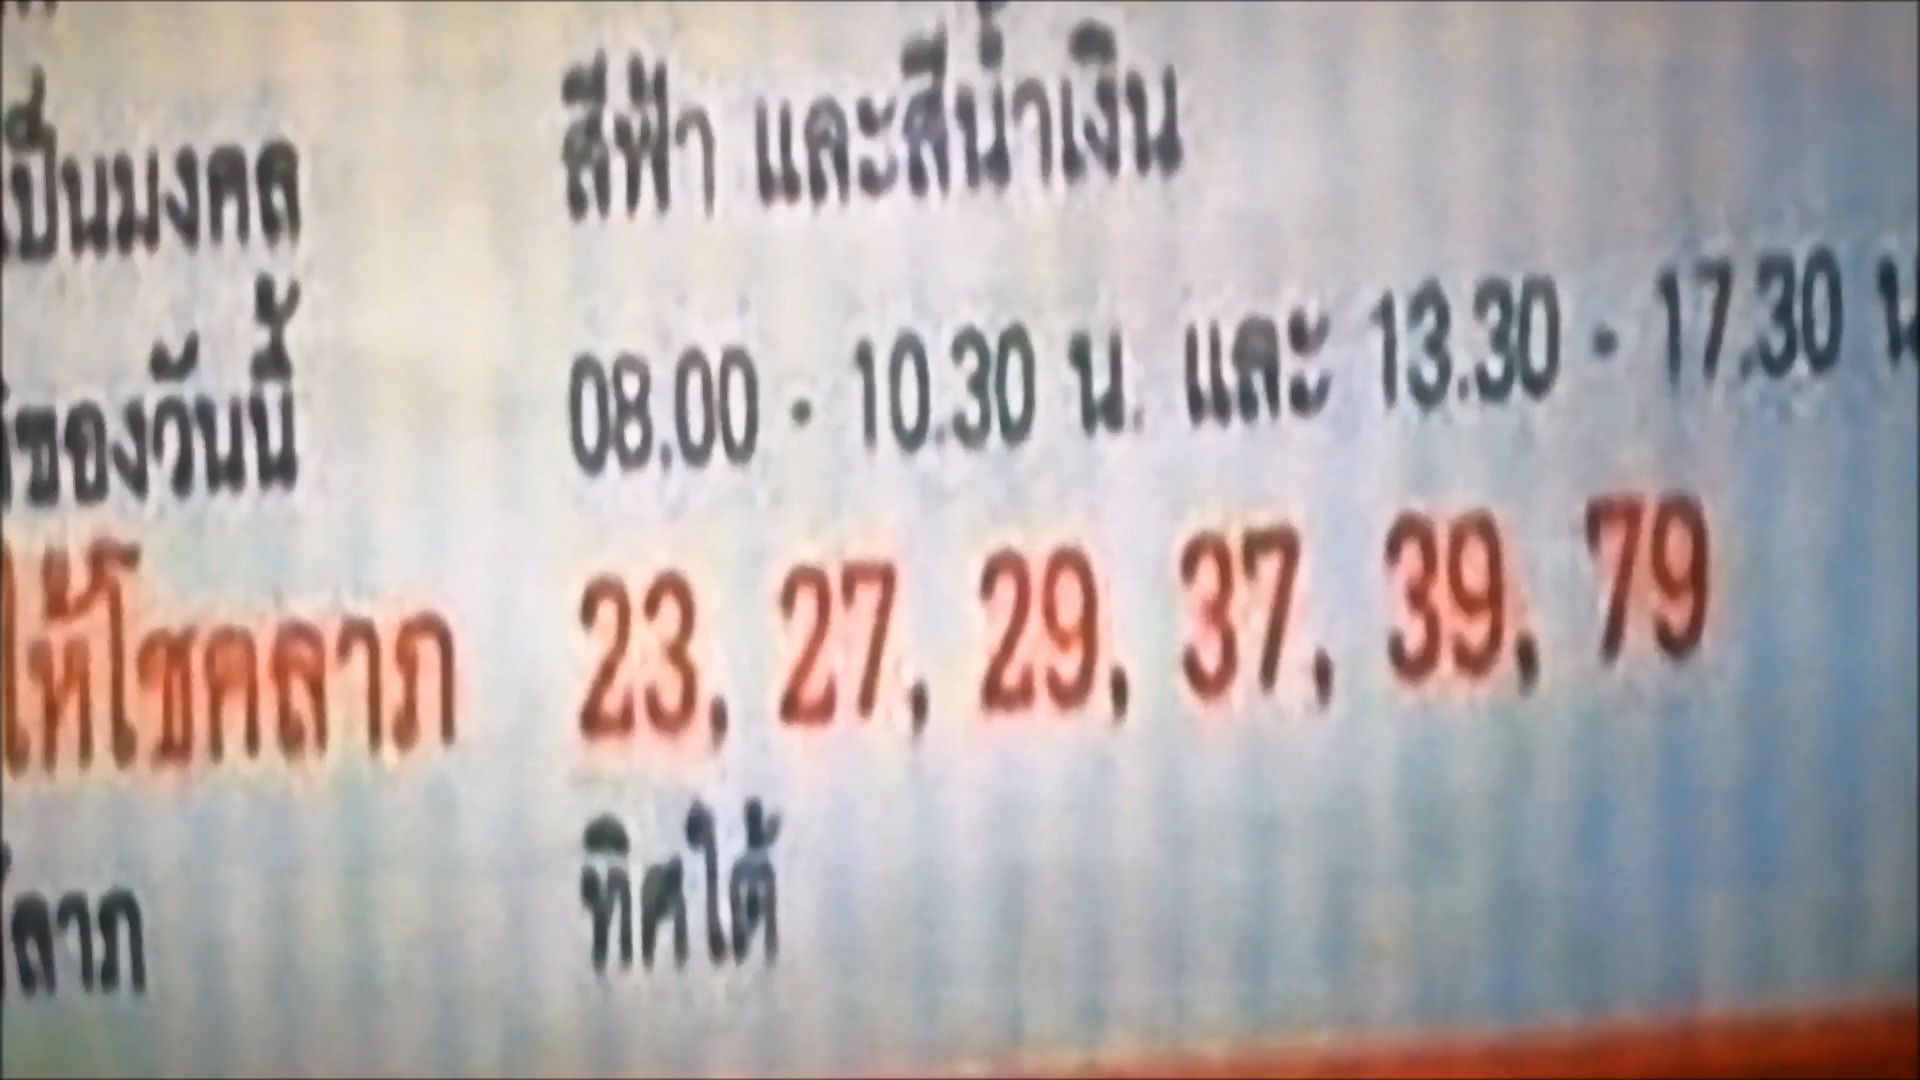 เป็นมงคล สีฟ้า และสีน้ำเงิน
ของวันนี้ 08.00 - 10.30 น. และ 13.30 - 17.30 น
ให้โชคลาภ 23, 27, 29, 37, 39, 79
ลาภ ทิศใต้